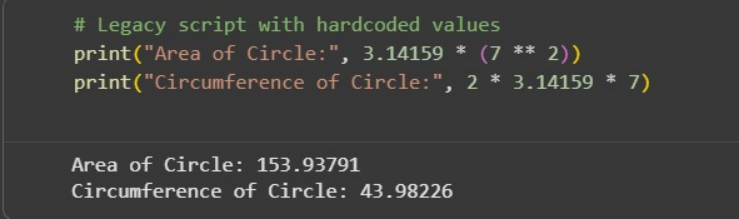 # Legacy script with hardcoded values
print("Area of Circle:", 3.14159 * (7 ** 2))
print("Circumference of Circle:", 2 * 3.14159 * 7)
Area of Circle: 153.93791
Circumference of Circle: 43.98226